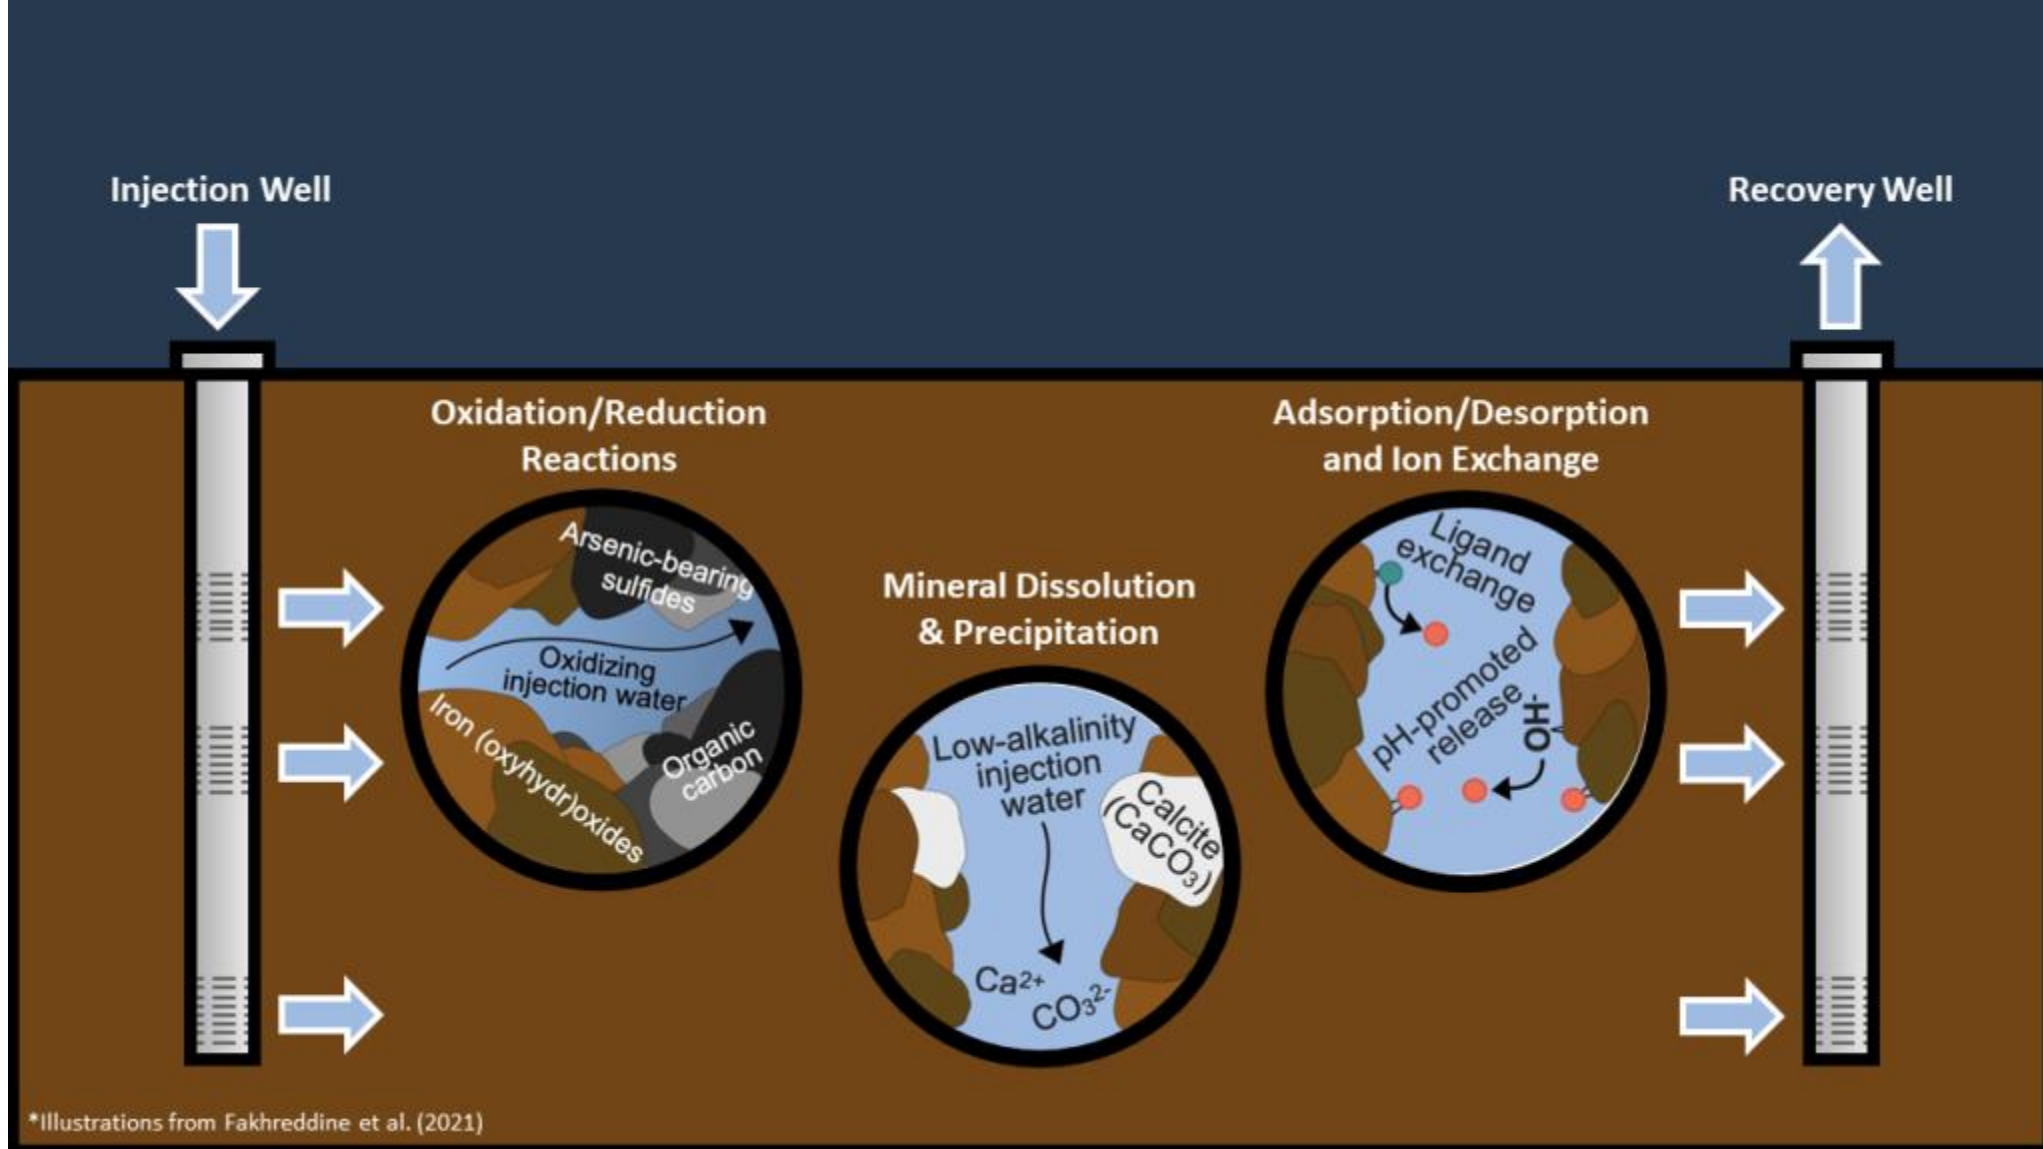 Injection Well
Recovery Well
Oxidation/Reduction
Reactions
Arsenic-bearing
sulfides
Oxidizing
injection water
Iron (oxyhydr)oxides
Organic
carbon
Mineral Dissolution
& Precipitation
Low-alkalinity
injection
water
Calcite
(CaCO₃)
Ca²⁺
CO₃²⁻
Adsorption/Desorption
and Ion Exchange
Ligand
exchange
pH-promoted
release
OH-
*Illustrations from Fakhreddine et al. (2021)